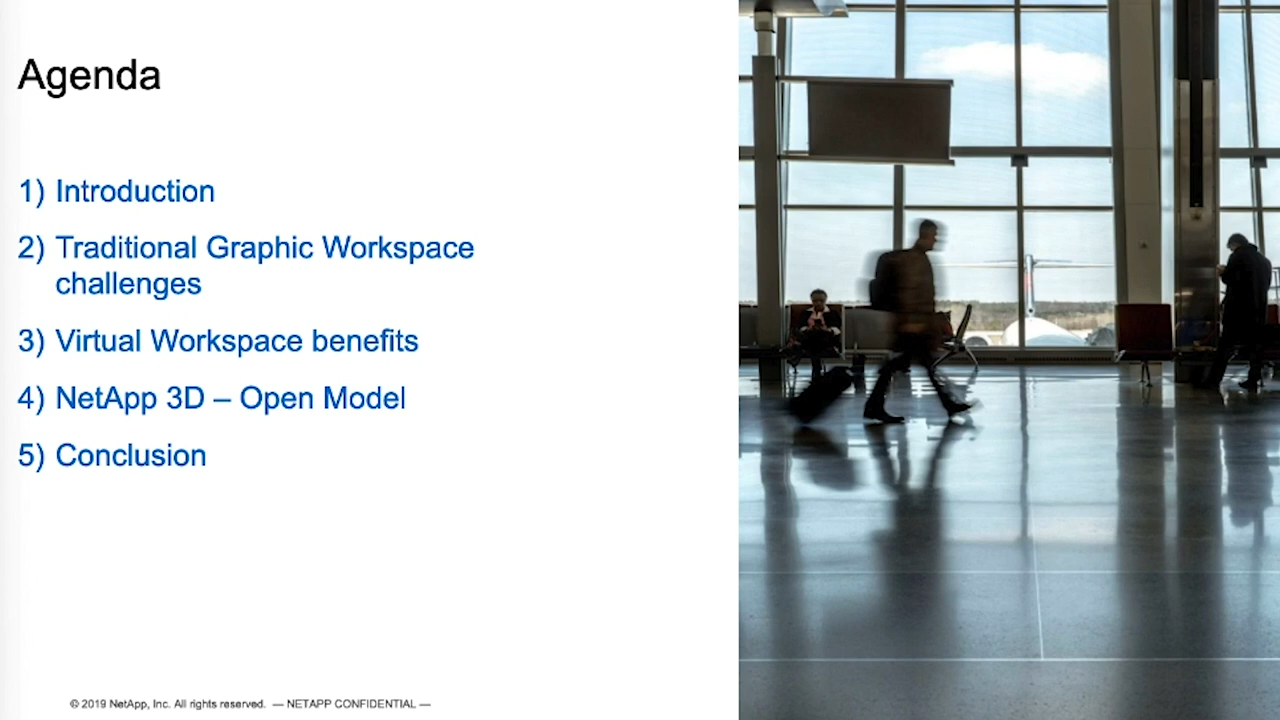 Agenda
1) Introduction
2) Traditional Graphic Workspace
challenges
3) Virtual Workspace benefits
4) NetApp 3D – Open Model
5) Conclusion
© 2019 NetApp, Inc. All rights reserved. — NETAPP CONFIDENTIAL —